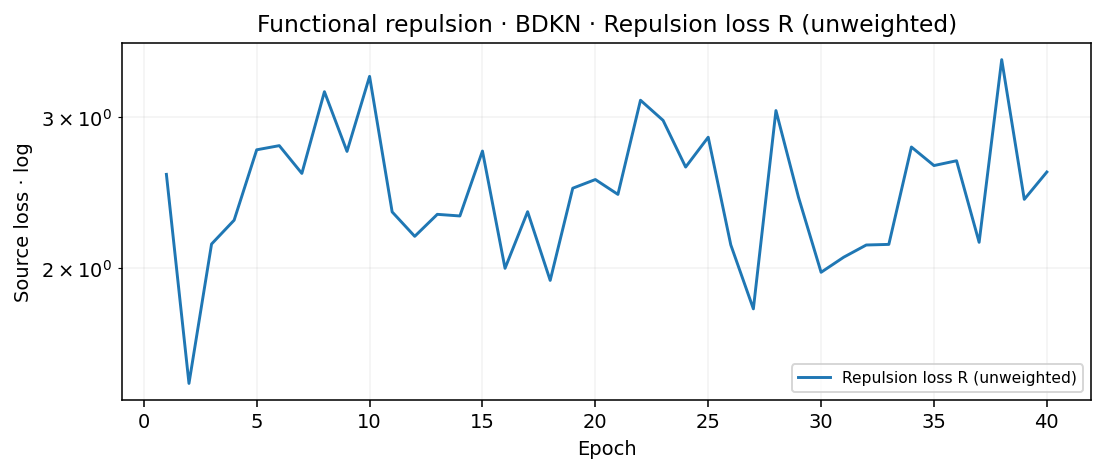 Functional repulsion · BDKN · Repulsion loss R (unweighted)
Source loss · log
3 × 10⁰
2 × 10⁰
Repulsion loss R (unweighted)
0 5 10 15 20 25 30 35 40
Epoch